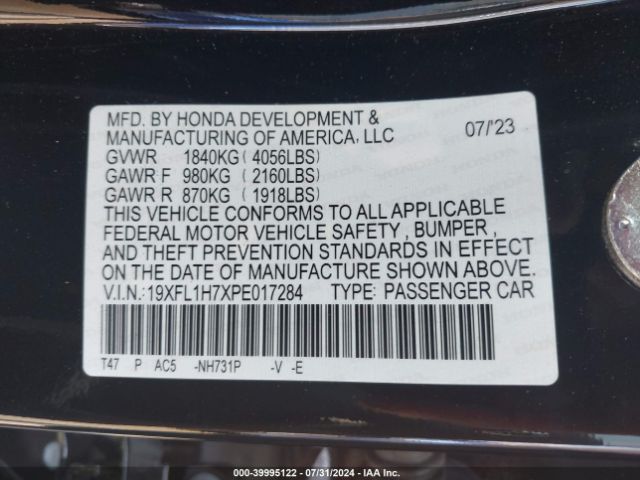 MFD. BY HONDA DEVELOPMENT &
MANUFACTURING OF AMERICA, LLC 07/'23
GVWR 1840KG ( 4056LBS)
GAWR F 980KG ( 2160LBS)
GAWR R 870KG ( 1918LBS)
THIS VEHICLE CONFORMS TO ALL APPLICABLE
FEDERAL MOTOR VEHICLE SAFETY , BUMPER ,
AND THEFT PREVENTION STANDARDS IN EFFECT
ON THE DATE OF MANUFACTURE SHOWN ABOVE.
V.I.N.:19XFL1H7XPE017284 TYPE: PASSENGER CAR
T47 P AC5 -NH731P -V -E
000-39995122 - 07/31/2024 - IAA Inc.